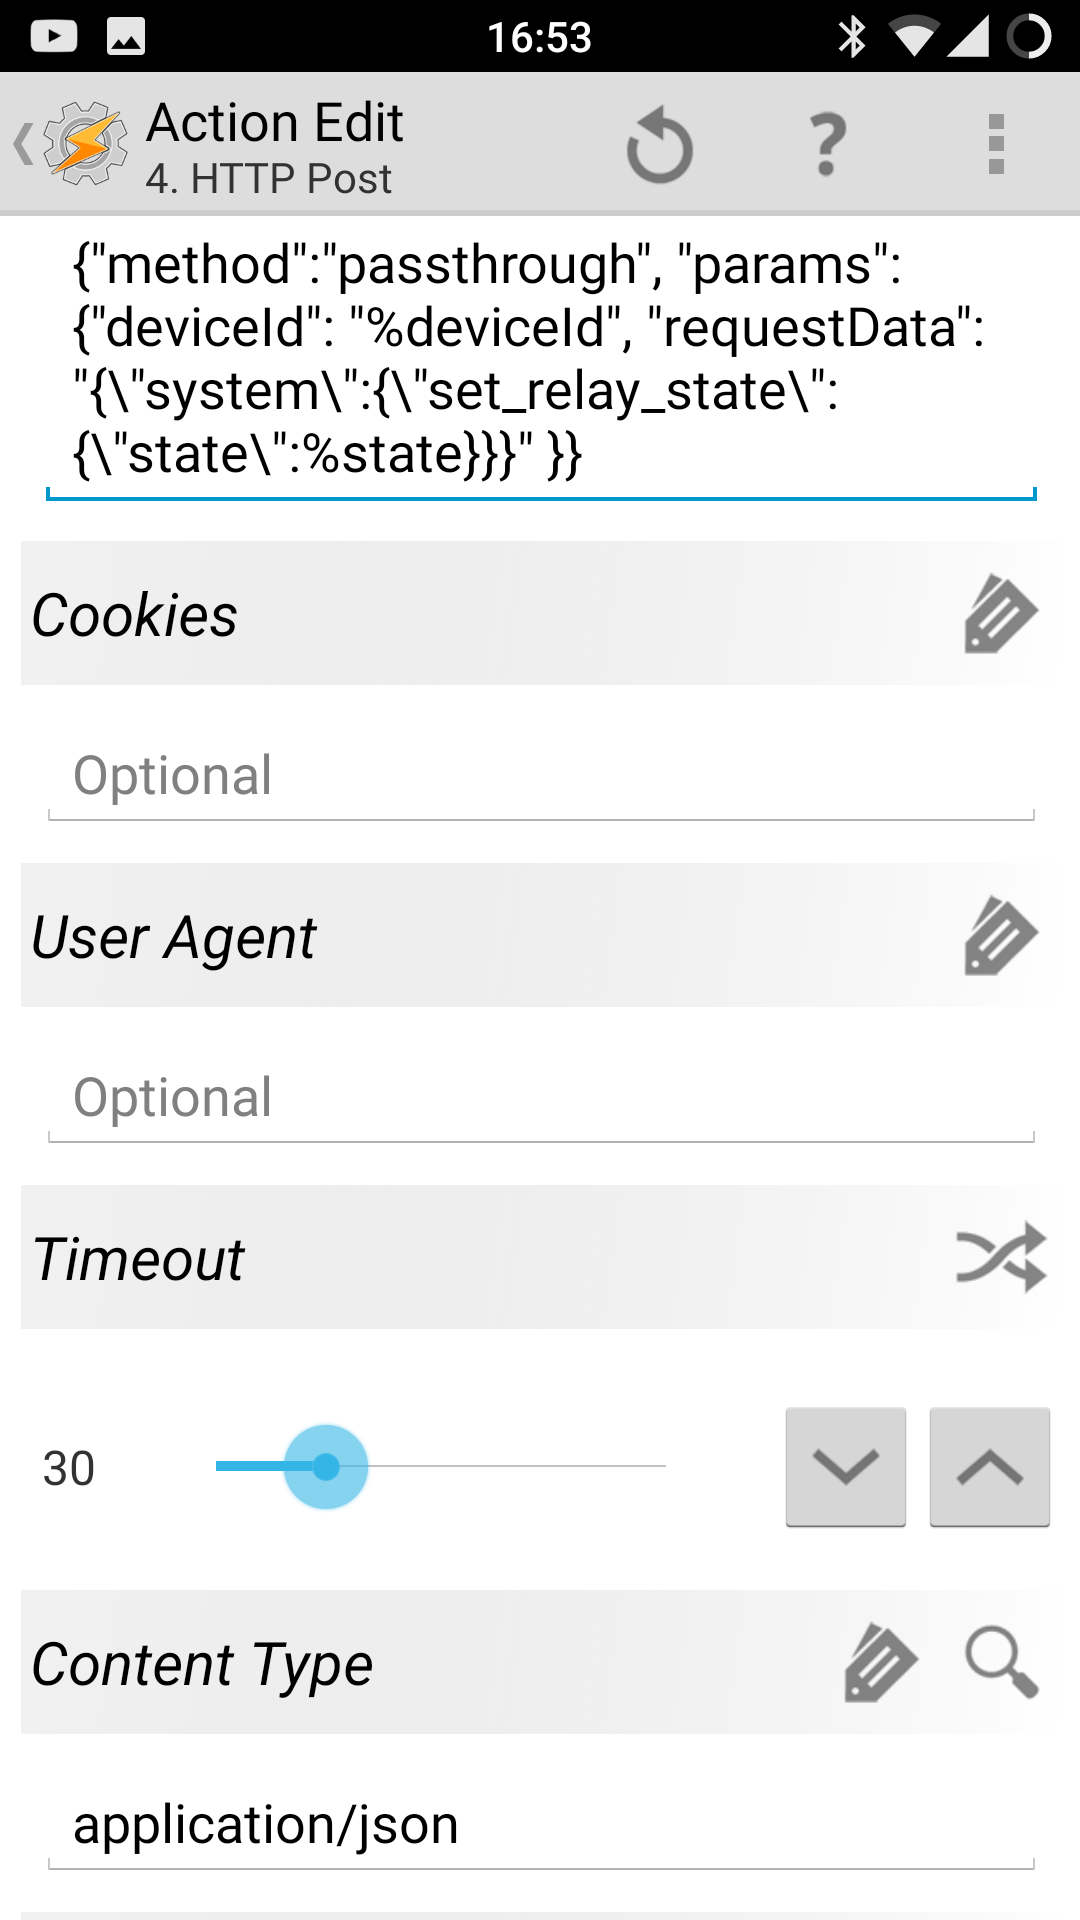 16:53
Action Edit
4. HTTP Post
{"method":"passthrough", "params":
{"deviceId": "%deviceId", "requestData":
"{\"system\":{\"set_relay_state\":
{\"state\":%state}}}" }}
Cookies
Optional
User Agent
Optional
Timeout
30
Content Type
application/json